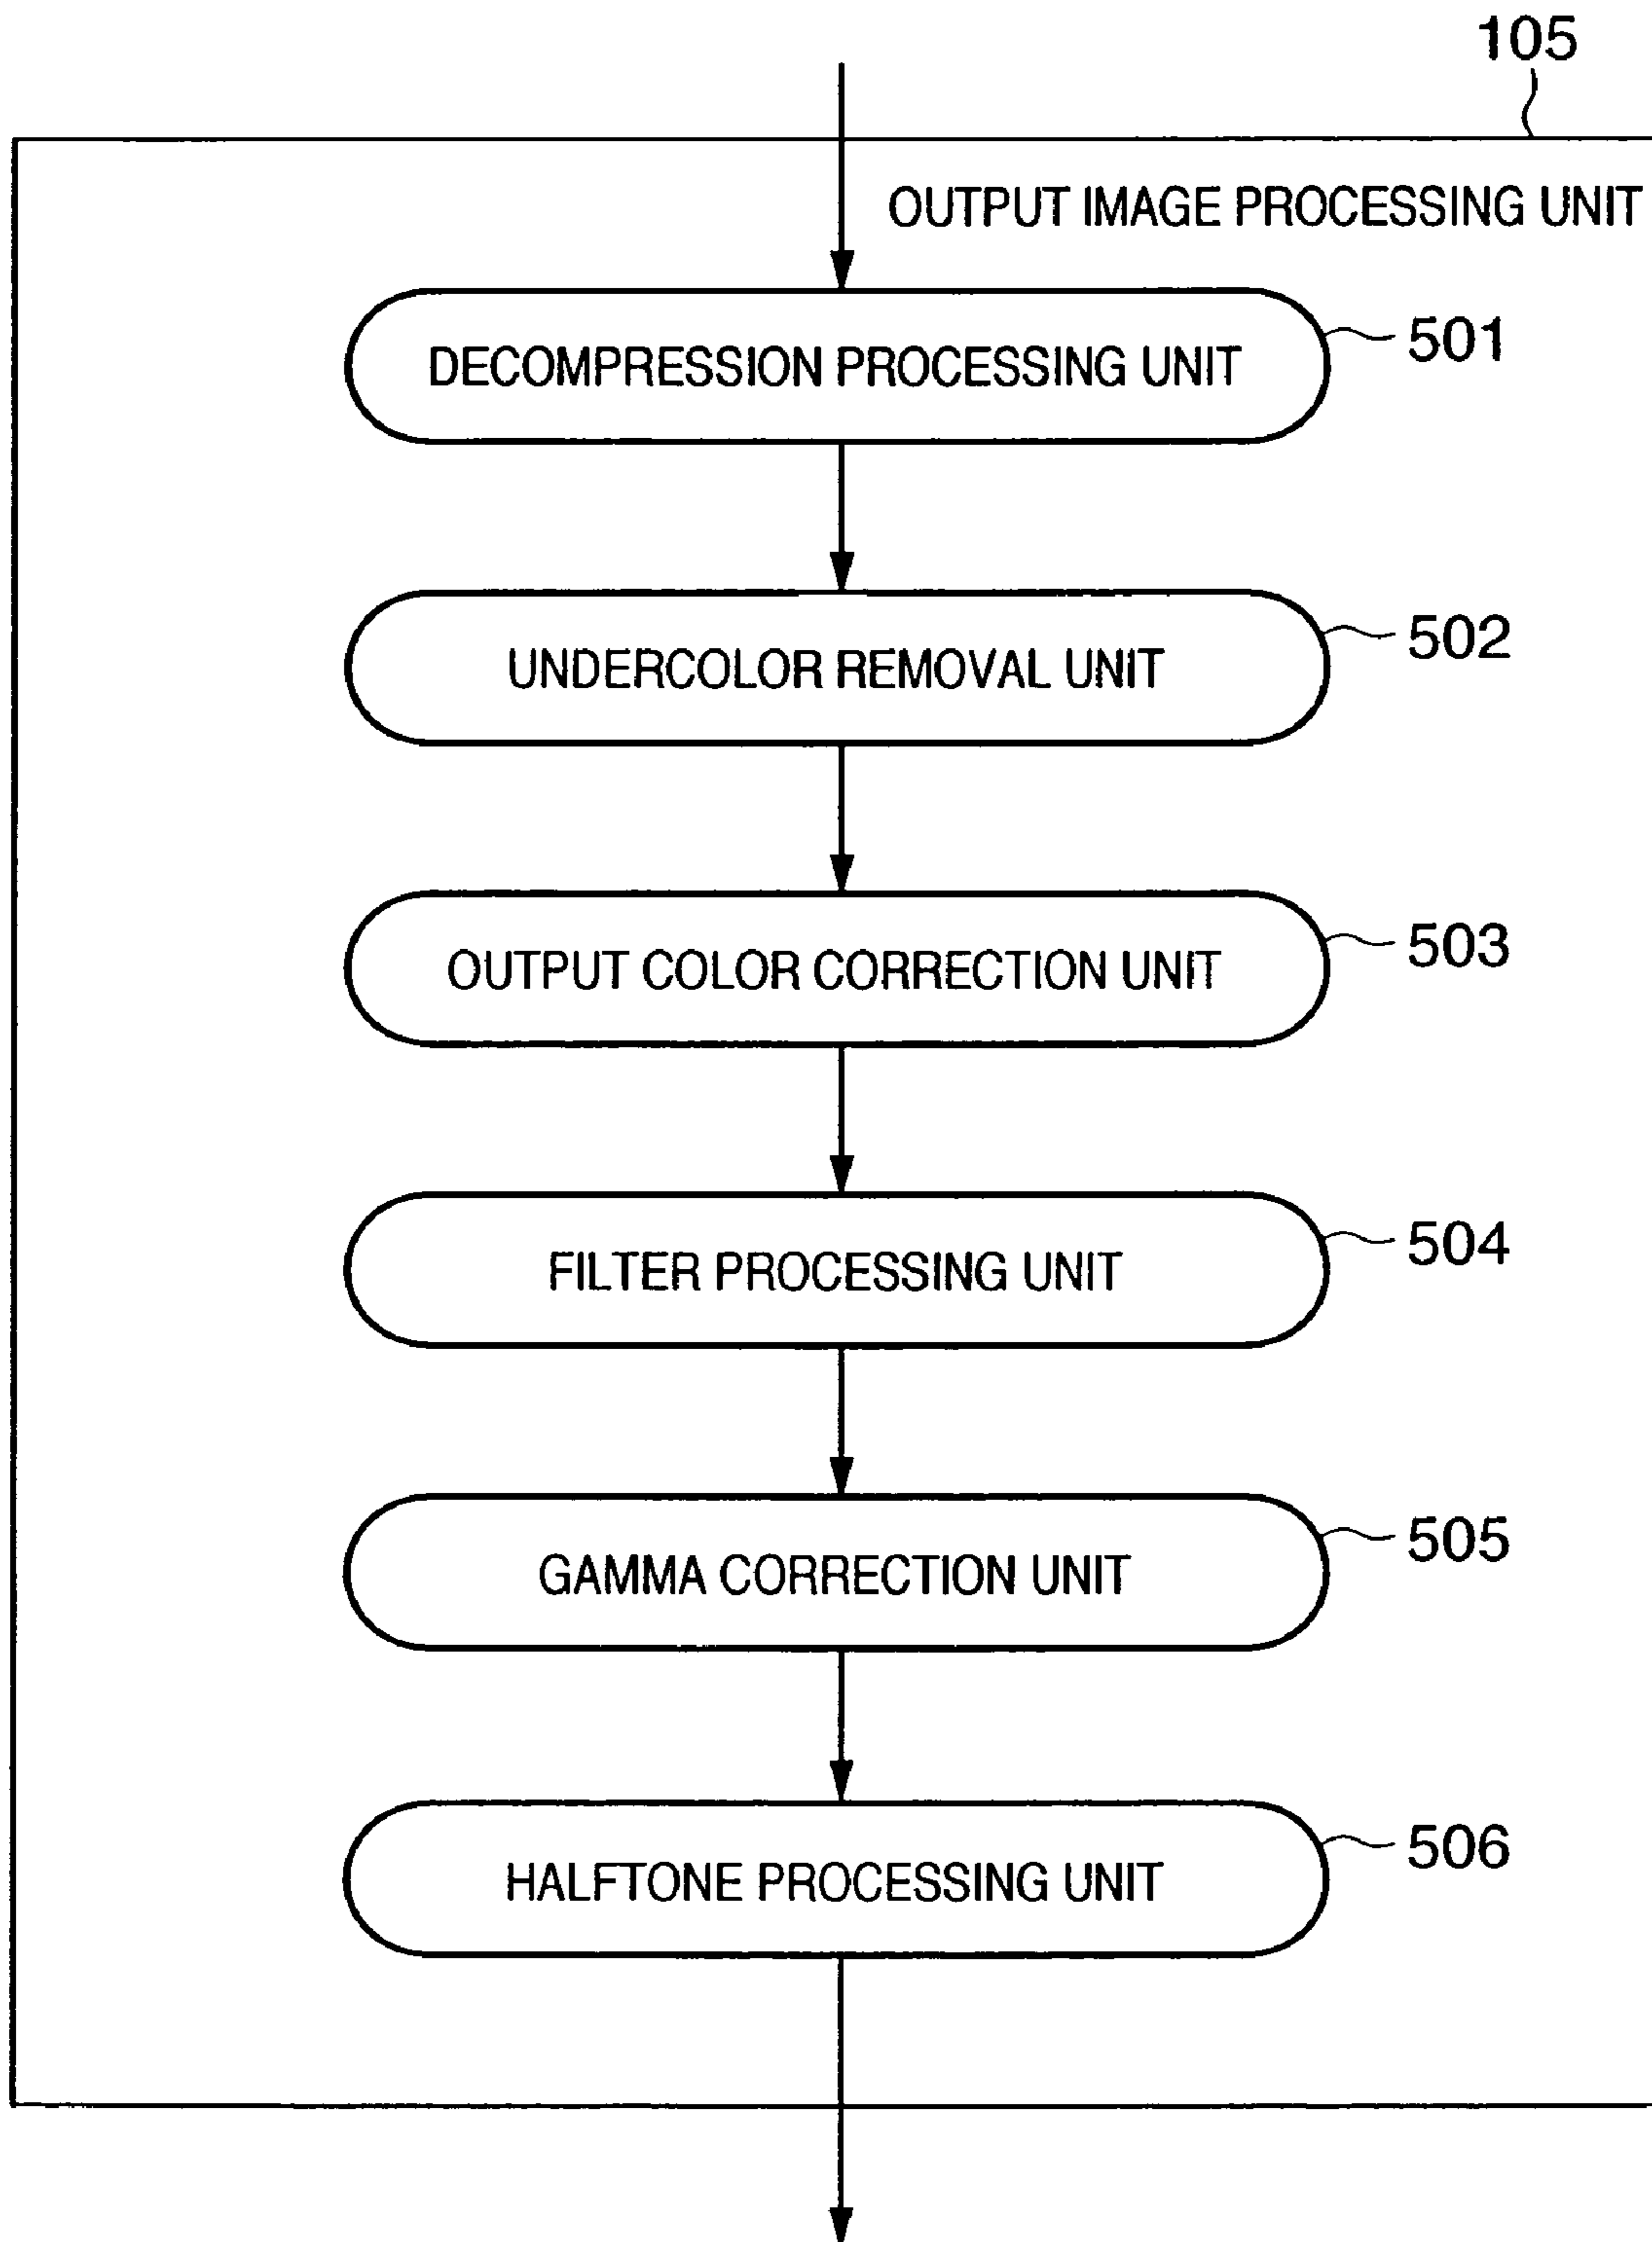 105
OUTPUT IMAGE PROCESSING UNIT
DECOMPRESSION PROCESSING UNIT
501
UNDERCOLOR REMOVAL UNIT
502
OUTPUT COLOR CORRECTION UNIT
503
FILTER PROCESSING UNIT
504
GAMMA CORRECTION UNIT
505
HALFTONE PROCESSING UNIT
506